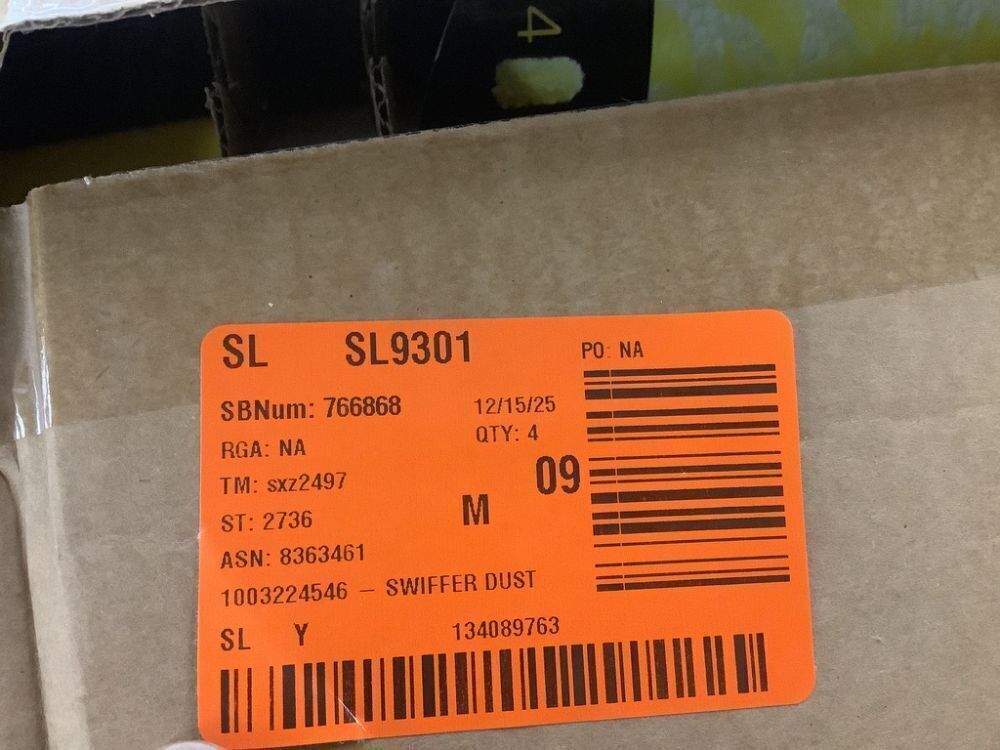 4
SL SL9301 PO: NA
SBNum: 766868 12/15/25
RGA: NA QTY: 4
TM: sxz2497 09
ST: 2736 M
ASN: 8363461
1003224546 – SWIFFER DUST
SL Y 134089763